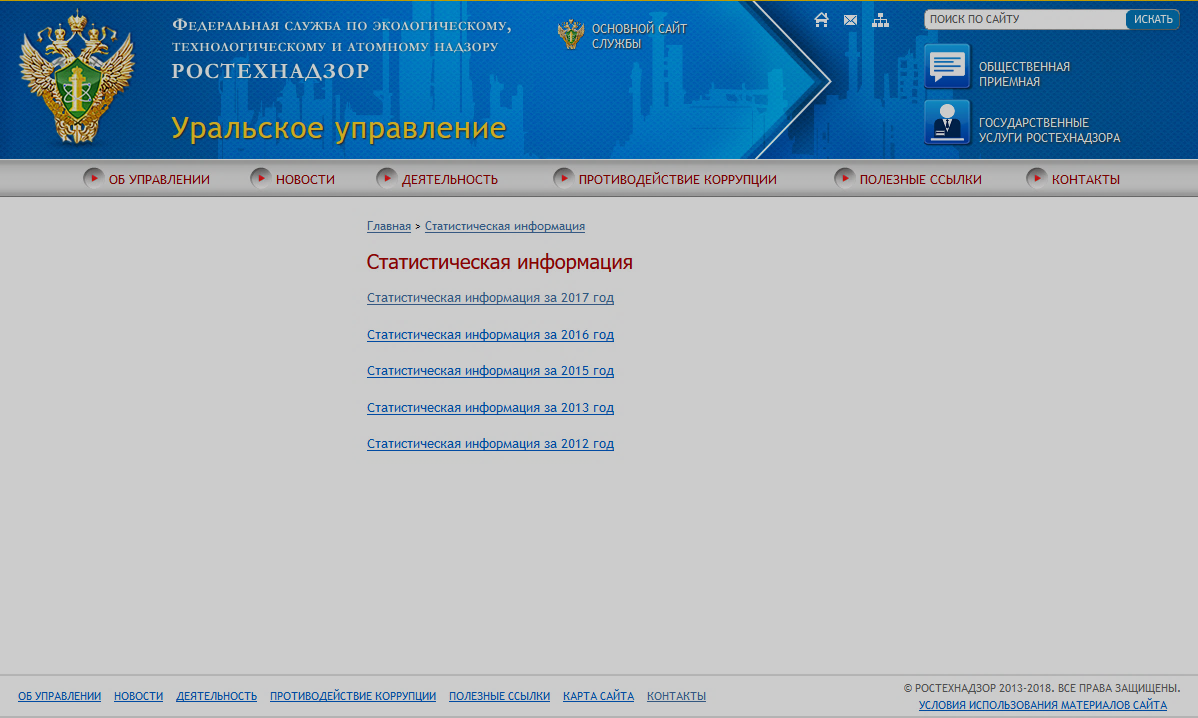 Федеральная служба по экологическому,
технологическому и атомному надзору
РОСТЕХНАДЗОР
Уральское управление
ОСНОВНОЙ САЙТ
СЛУЖБЫ
ПОИСК ПО САЙТУ
ИСКАТЬ
ОБЩЕСТВЕННАЯ
ПРИЕМНАЯ
ГОСУДАРСТВЕННЫЕ
УСЛУГИ РОСТЕХНАДЗОРА
ОБ УПРАВЛЕНИИ НОВОСТИ ДЕЯТЕЛЬНОСТЬ ПРОТИВОДЕЙСТВИЕ КОРРУПЦИИ ПОЛЕЗНЫЕ ССЫЛКИ КОНТАКТЫ
Главная > Статистическая информация
Статистическая информация
Статистическая информация за 2017 год
Статистическая информация за 2016 год
Статистическая информация за 2015 год
Статистическая информация за 2013 год
Статистическая информация за 2012 год
ОБ УПРАВЛЕНИИ НОВОСТИ ДЕЯТЕЛЬНОСТЬ ПРОТИВОДЕЙСТВИЕ КОРРУПЦИИ ПОЛЕЗНЫЕ ССЫЛКИ КАРТА САЙТА КОНТАКТЫ
© РОСТЕХНАДЗОР 2013-2018. ВСЕ ПРАВА ЗАЩИЩЕНЫ.
УСЛОВИЯ ИСПОЛЬЗОВАНИЯ МАТЕРИАЛОВ САЙТА